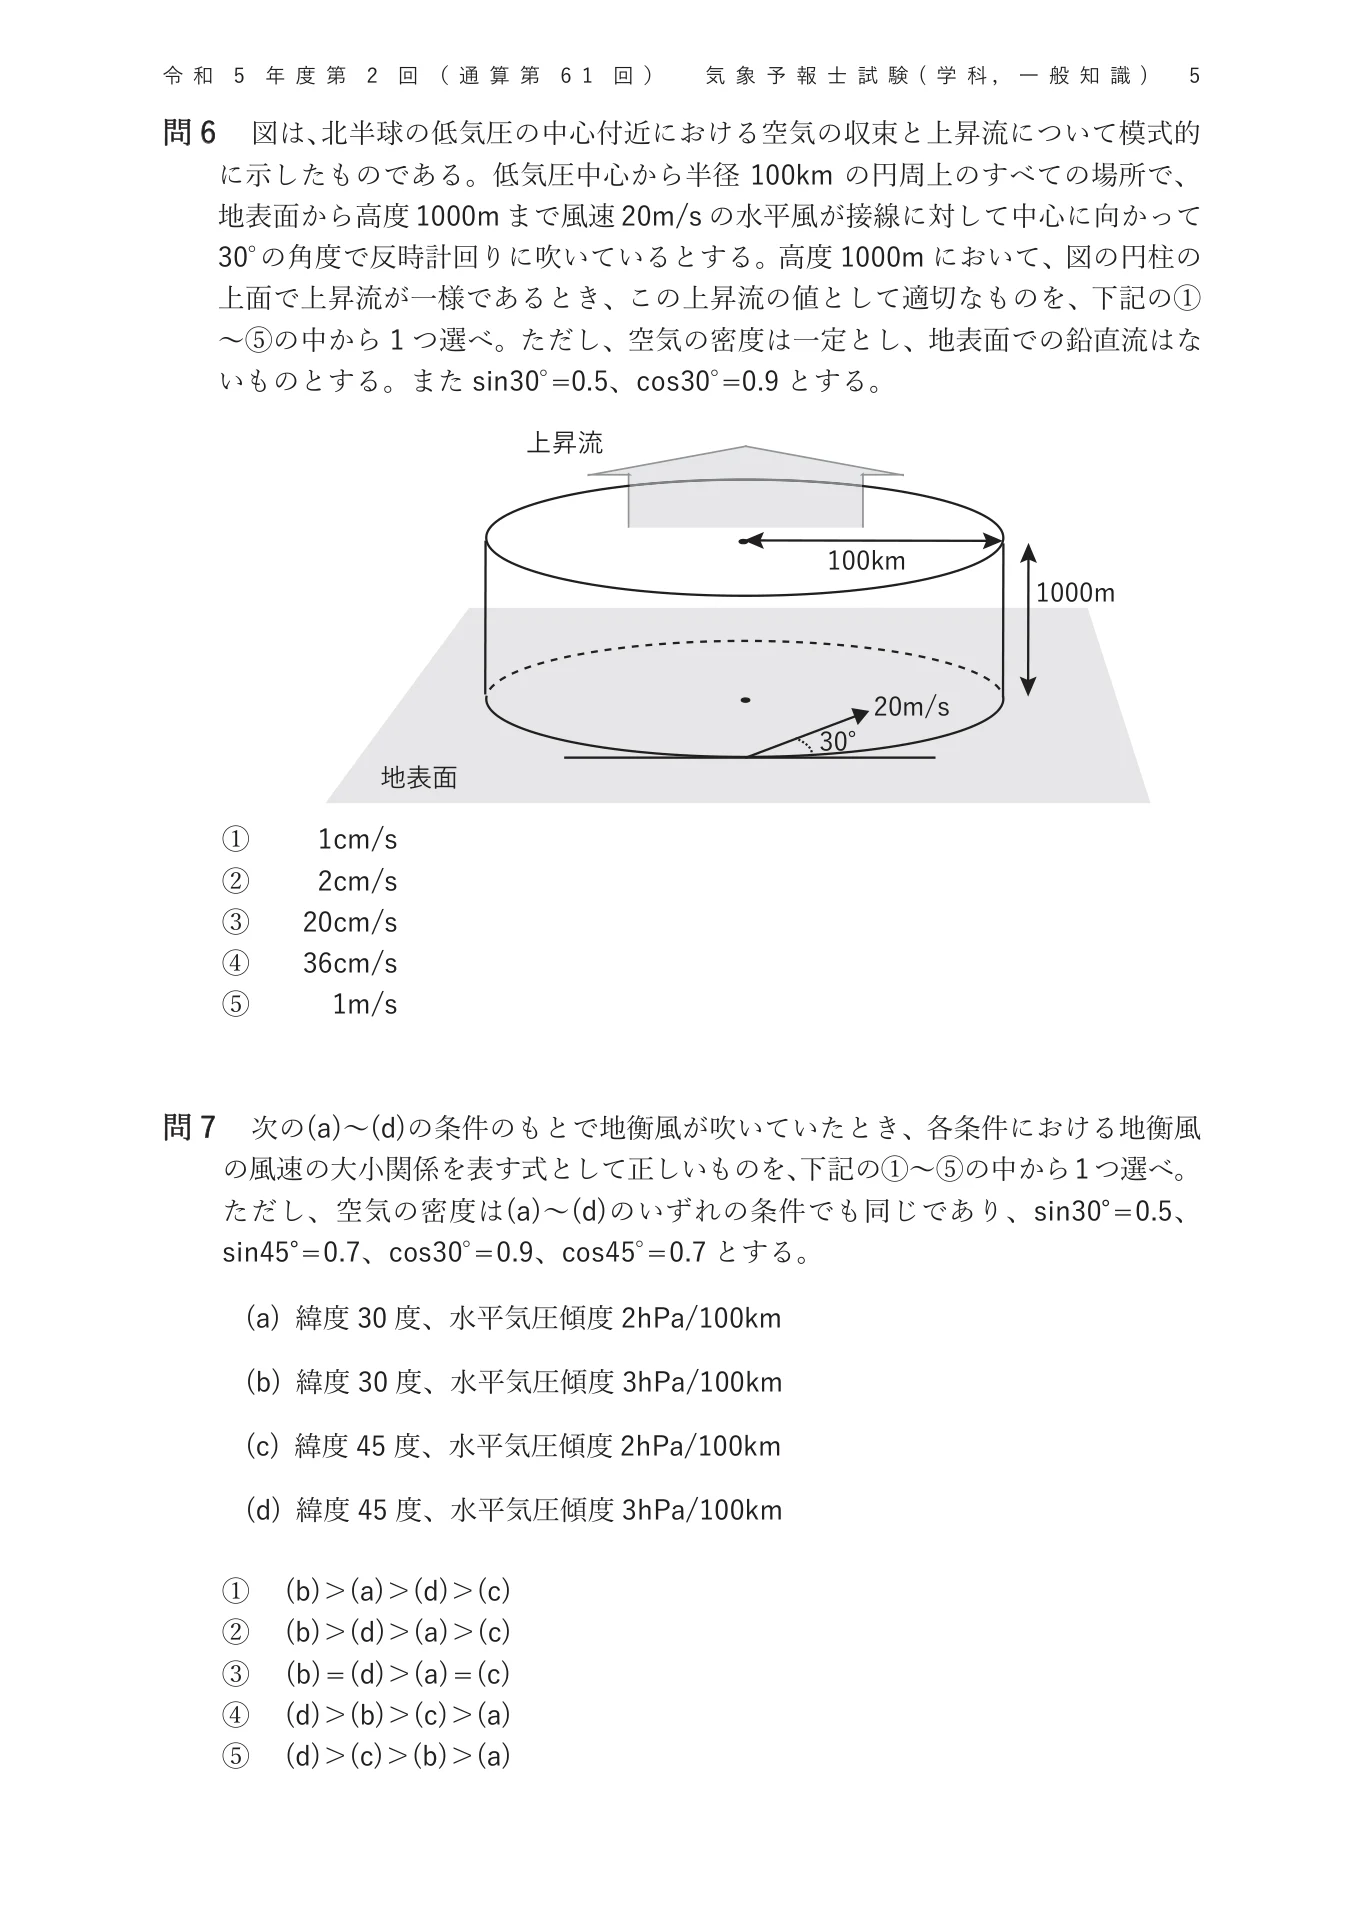 令和5年度第2回(通算第61回) 気象予報士試験(学科, 一般知識) 5
問6 図は、北半球の低気圧の中心付近における空気の収束と上昇流について模式的
に示したものである。低気圧中心から半径 100km の円周上のすべての場所で、
地表面から高度 1000m まで風速 20m/s の水平風が接線に対して中心に向かって
30°の角度で反時計回りに吹いているとする。高度 1000m において、図の円柱の
上面で上昇流が一様であるとき、この上昇流の値として適切なものを、下記の①
～⑤の中から 1 つ選べ。ただし、空気の密度は一定とし、地表面での鉛直流はな
いものとする。また sin30°=0.5、cos30°=0.9 とする。
上昇流
100km
1000m
20m/s
30°
地表面
① 1cm/s
② 2cm/s
③ 20cm/s
④ 36cm/s
⑤ 1m/s
問7 次の(a)～(d)の条件のもとで地衡風が吹いていたとき、各条件における地衡風
の風速の大小関係を表す式として正しいものを、下記の①～⑤の中から 1 つ選べ。
ただし、空気の密度は(a)～(d)のいずれの条件でも同じであり、sin30°=0.5、
sin45°=0.7、cos30°=0.9、cos45°=0.7 とする。
(a) 緯度 30 度、水平気圧傾度 2hPa/100km
(b) 緯度 30 度、水平気圧傾度 3hPa/100km
(c) 緯度 45 度、水平気圧傾度 2hPa/100km
(d) 緯度 45 度、水平気圧傾度 3hPa/100km
① (b)＞(a)＞(d)＞(c)
② (b)＞(d)＞(a)＞(c)
③ (b)=(d)＞(a)=(c)
④ (d)＞(b)＞(c)＞(a)
⑤ (d)＞(c)＞(b)＞(a)